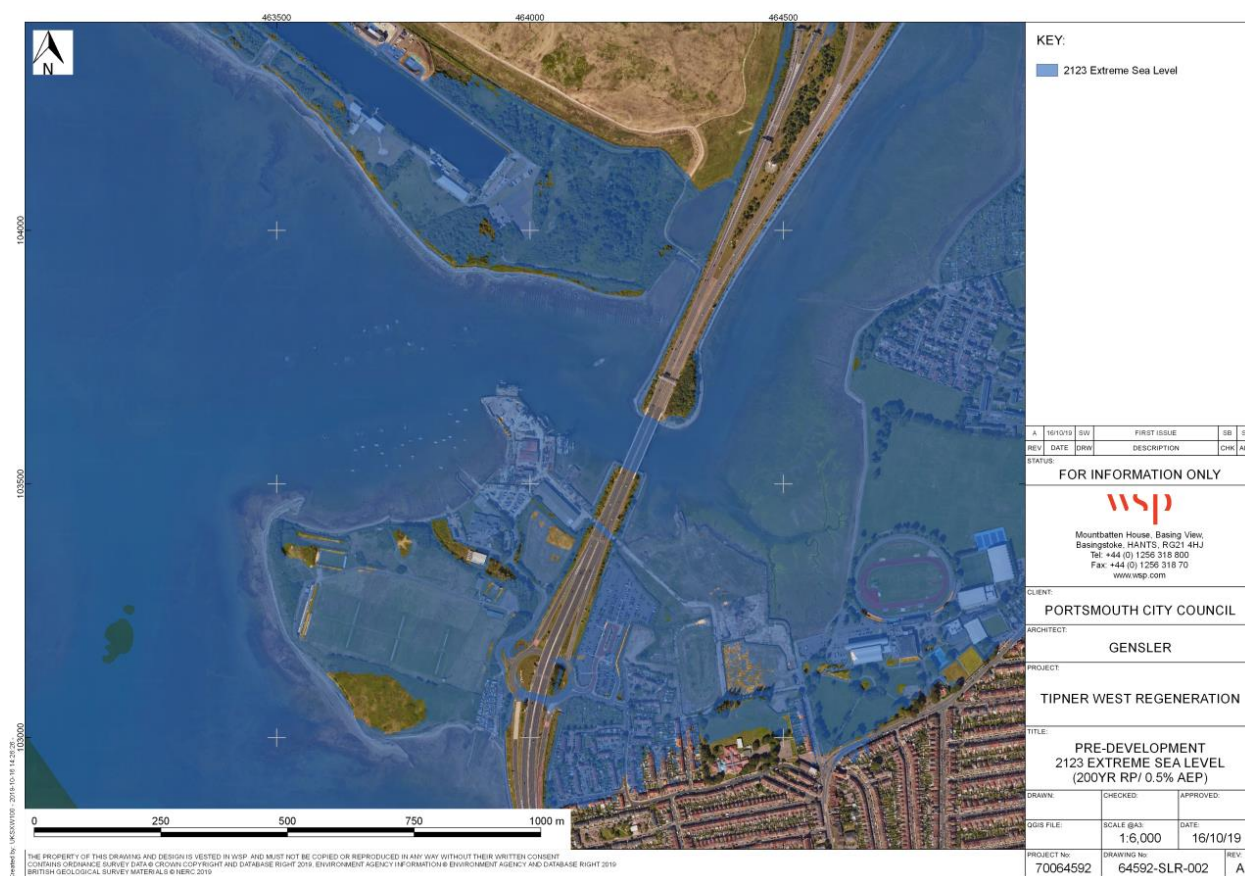 463500 464000 464500
N
104000
103500
103000
KEY:
2123 Extreme Sea Level
A 16/10/19 SW FIRST ISSUE SB
REV DATE DRW DESCRIPTION CHK
STATUS:
FOR INFORMATION ONLY
wsp
Mountbatten House, Basing View,
Basingstoke, HANTS, RG21 4HJ
Tel: +44 (0) 1256 318 800
Fax: +44 (0) 1256 318 70
www.wsp.com
CLIENT:
PORTSMOUTH CITY COUNCIL
ARCHITECT:
GENSLER
PROJECT:
TIPNER WEST REGENERATION
TITLE:
PRE-DEVELOPMENT
2123 EXTREME SEA LEVEL
(200YR RP/ 0.5% AEP)
DRAWN: CHECKED: APPROVED:
QGIS FILE: SCALE @A3: DATE:
1:6,000 16/10/19
PROJECT No: DRAWING No: REV:
70064592 64592-SLR-002 A
0 250 500 750 1000 m
THE PROPERTY OF THIS DRAWING AND DESIGN IS VESTED IN WSP AND MUST NOT BE COPIED OR REPRODUCED IN ANY WAY WITHOUT THEIR WRITTEN CONSENT
CONTAINS ORDNANCE SURVEY DATA © CROWN COPYRIGHT AND DATABASE RIGHT 2019. ENVIRONMENT AGENCY INFORMATION © ENVIRONMENT AGENCY AND DATABASE RIGHT 2019
BRITISH GEOLOGICAL SURVEY MATERIALS © NERC 2019